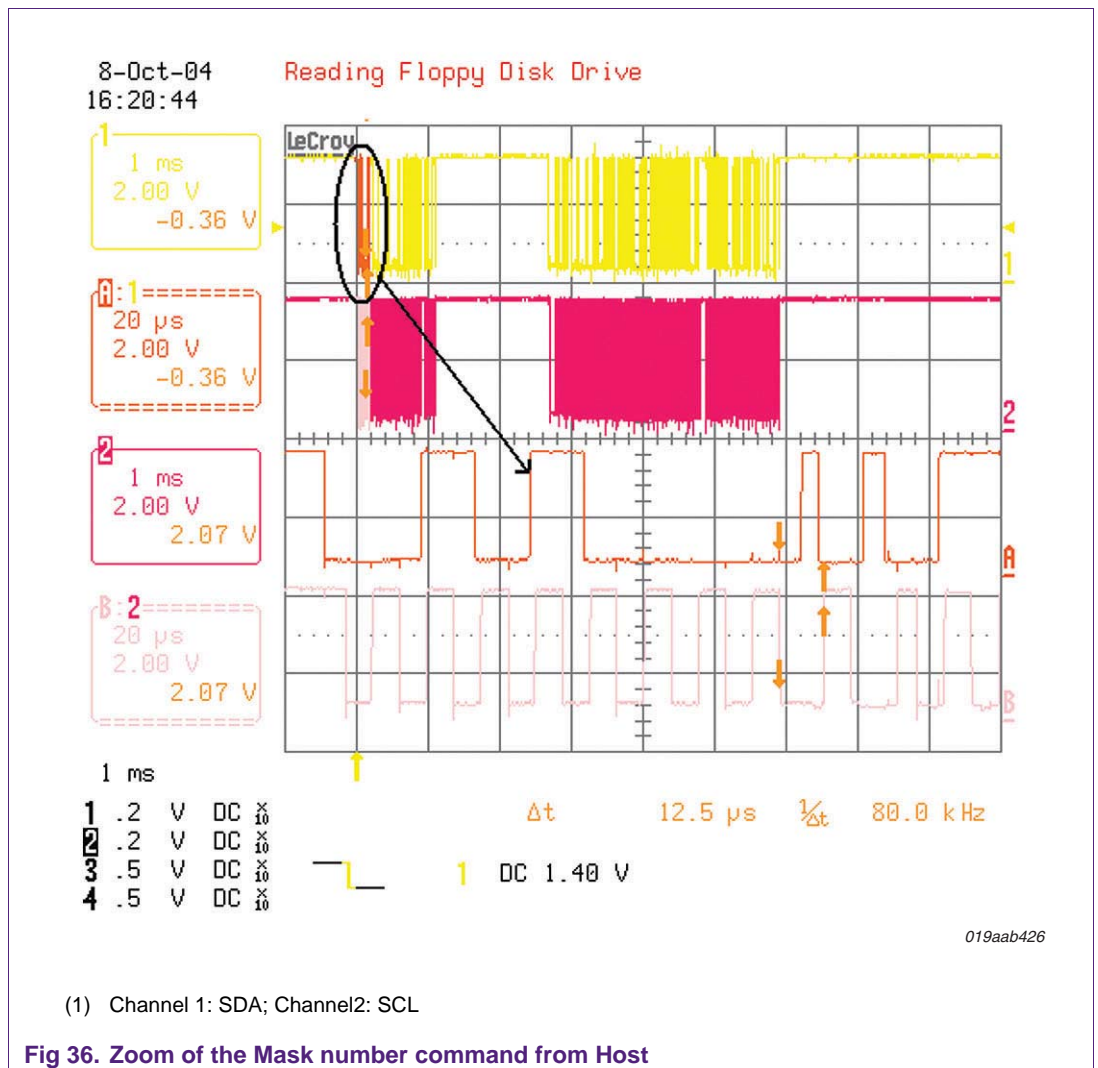 8-Oct-04
16:20:44
Reading Floppy Disk Drive
LeCroy
1
1 ms
2.00 V
-0.36 V
1
A:1
20 µs
2.00 V
-0.36 V
2
2
1 ms
2.00 V
2.07 V
A
B:2
20 µs
2.00 V
2.07 V
B
1 ms
1 .2 V DC X10
2 .2 V DC X10
3 .5 V DC X10
4 .5 V DC X10
Δt 12.5 µs 1/Δt 80.0 kHz
1 DC 1.40 V
019aab426
(1) Channel 1: SDA; Channel2: SCL
Fig 36. Zoom of the Mask number command from Host